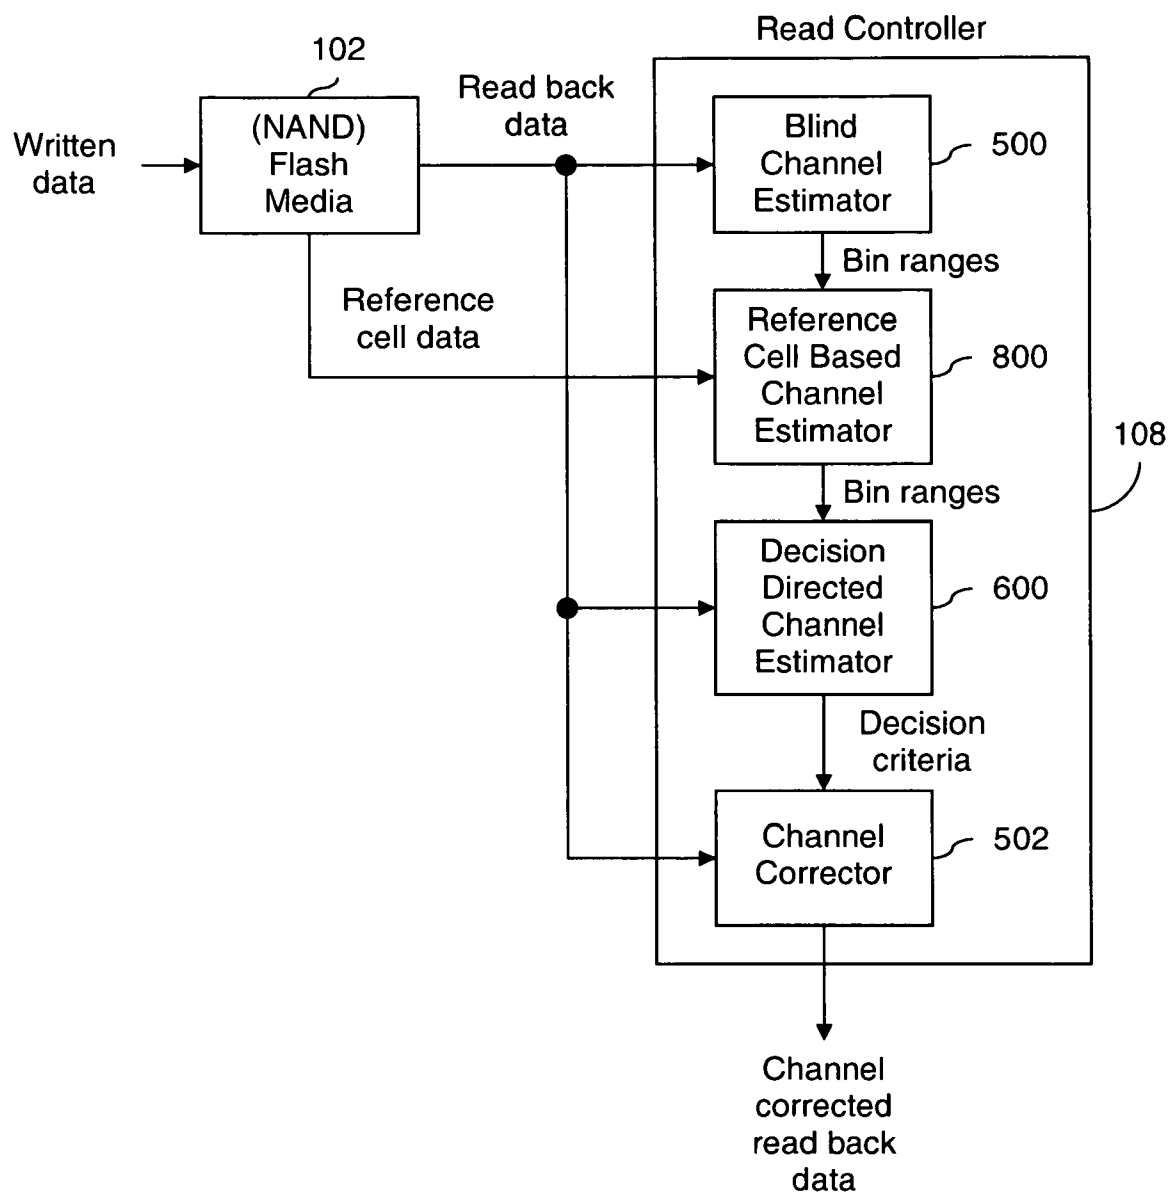 Read Controller
102
Read back
data
(NAND)
Flash
Media
Written
data
Blind
Channel
Estimator
500
Bin ranges
Reference
cell data
Reference
Cell Based
Channel
Estimator
800
108
Bin ranges
Decision
Directed
Channel
Estimator
600
Decision
criteria
Channel
Corrector
502
Channel
corrected
read back
data